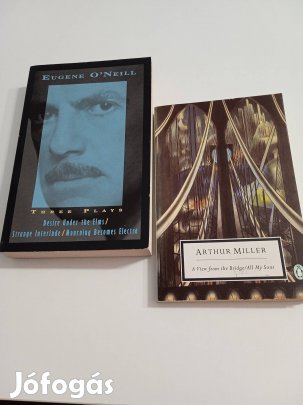 EUGENE O'NEILL
THREE PLAYS
Desire Under the Elms/
Strange Interlude/Mourning Becomes Electra
ARTHUR MILLER
A View from the Bridge/All My Sons
Jófogás